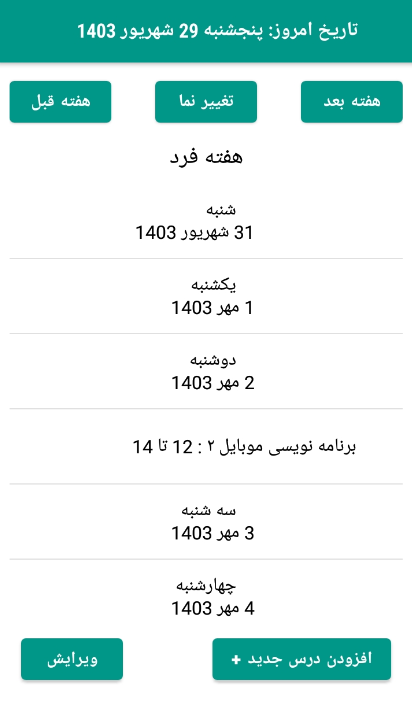 تاریخ امروز: پنجشنبه 29 شهریور 1403
هفته بعد
تغییر نما
هفته قبل
هفته فرد
شنبه
31 شهریور 1403
یکشنبه
1 مهر 1403
دوشنبه
2 مهر 1403
برنامه نویسی موبایل ۲ : 12 تا 14
سه شنبه
3 مهر 1403
چهارشنبه
4 مهر 1403
افزودن درس جدید +
ویرایش